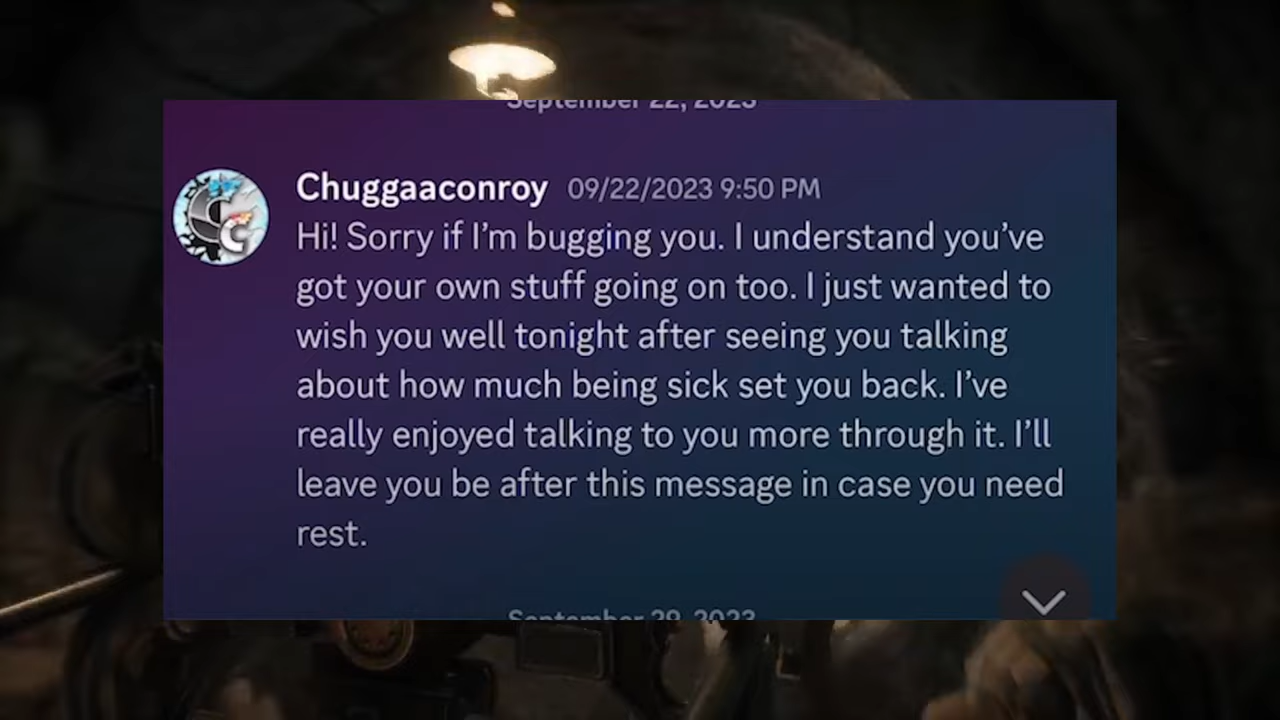 September 22, 2023
Chuggaaconroy 09/22/2023 9:50 PM
Hi! Sorry if I'm bugging you. I understand you've
got your own stuff going on too. I just wanted to
wish you well tonight after seeing you talking
about how much being sick set you back. I've
really enjoyed talking to you more through it. I'll
leave you be after this message in case you need
rest.
September 29, 2023